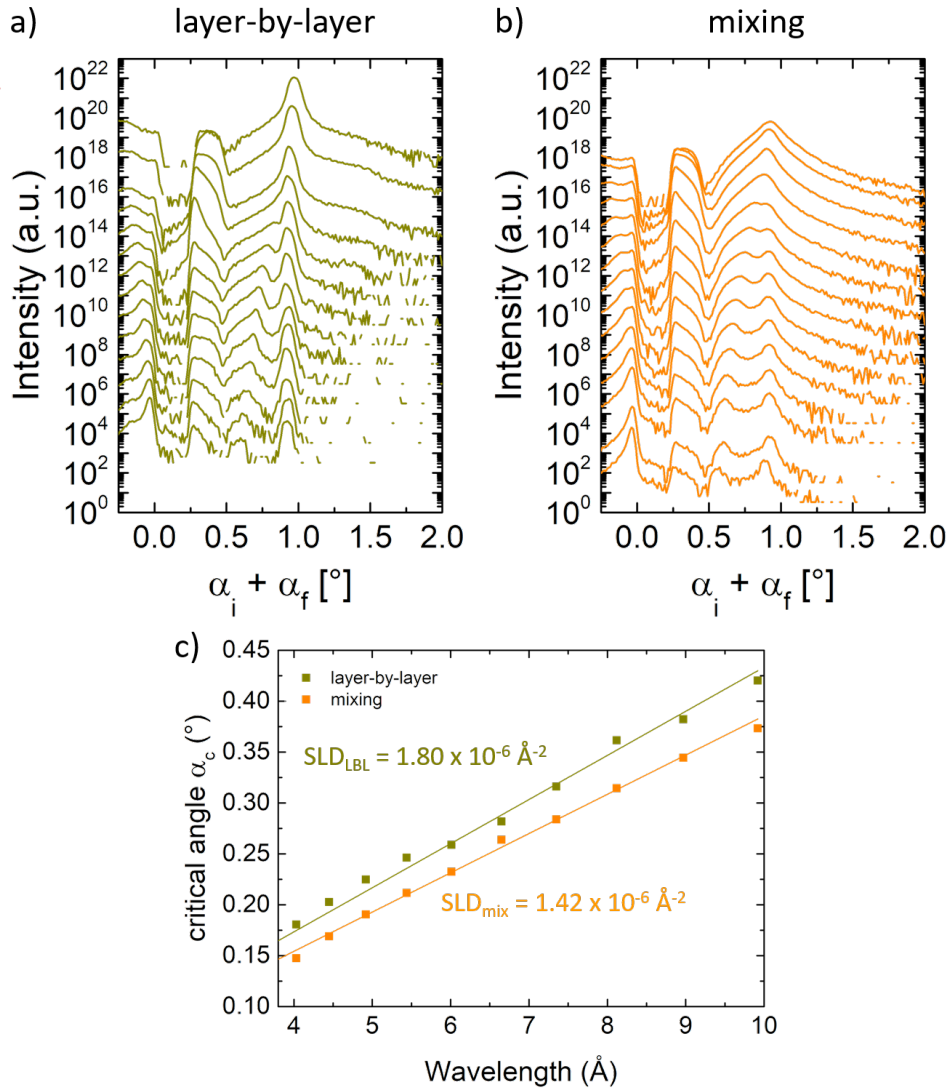 a) layer-by-layer
b) mixing
10^22
10^20
10^18
10^16
10^14
10^12
10^10
10^8
10^6
10^4
10^2
10^0
Intensity (a.u.)
0.0 0.5 1.0 1.5 2.0
α_i + α_f [°]
10^22
10^20
10^18
10^16
10^14
10^12
10^10
10^8
10^6
10^4
10^2
10^0
Intensity (a.u.)
0.0 0.5 1.0 1.5 2.0
α_i + α_f [°]
c)
0.45
0.40
0.35
0.30
0.25
0.20
0.15
0.10
critical angle α_c (°)
layer-by-layer
mixing
SLD_LBL = 1.80 x 10^-6 Å^-2
SLD_mix = 1.42 x 10^-6 Å^-2
4 5 6 7 8 9 10
Wavelength (Å)